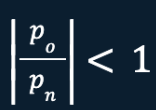 |p_o / p_n| < 1